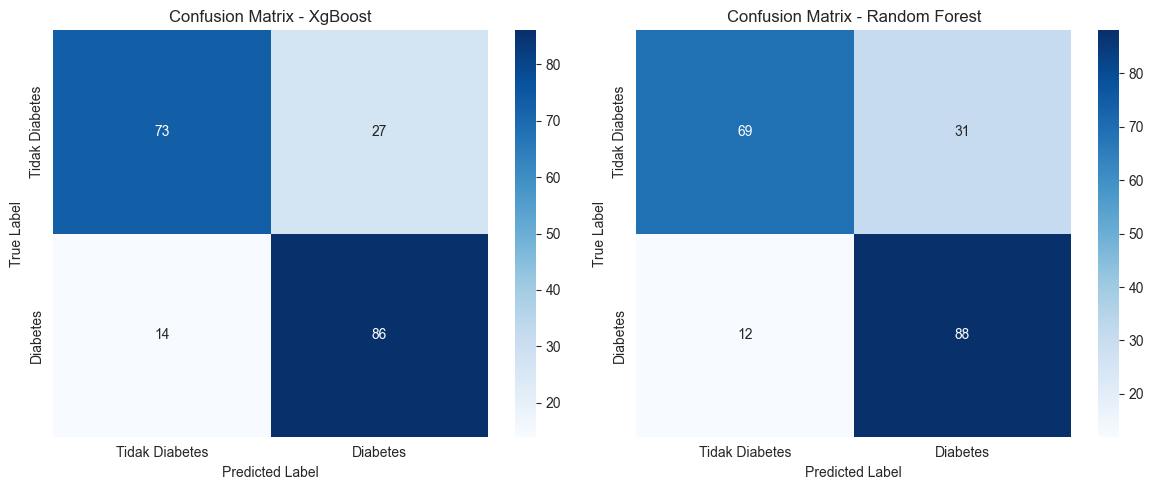 Confusion Matrix - XgBoost
True Label
Tidak Diabetes
Diabetes
73
27
14
86
Tidak Diabetes
Diabetes
Predicted Label
80
70
60
50
40
30
20
Confusion Matrix - Random Forest
True Label
Tidak Diabetes
Diabetes
69
31
12
88
Tidak Diabetes
Diabetes
Predicted Label
80
70
60
50
40
30
20